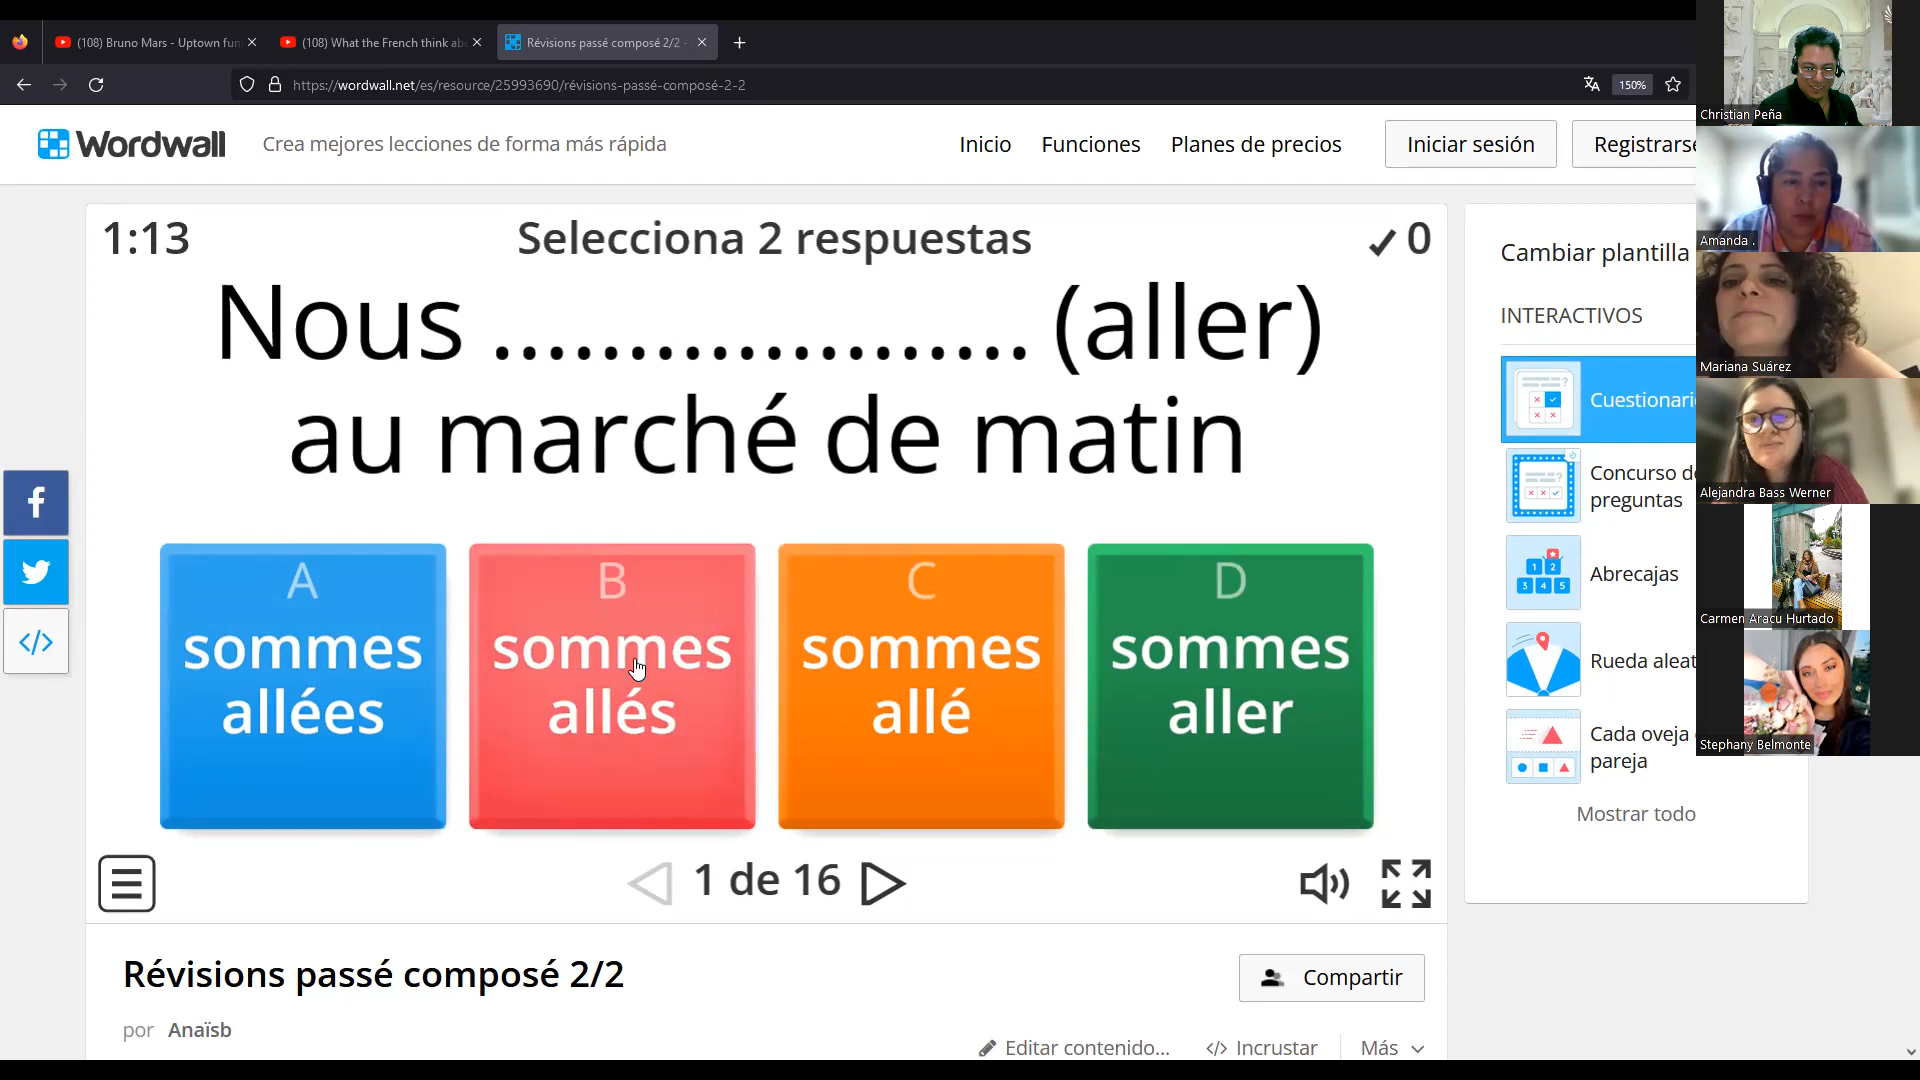 (108) Bruno Mars - Uptown fun
(108) What the French think abo
Révisions passé composé 2/2 -
https://wordwall.net/es/resource/25993690/révisions-passé-composé-2-2
150%
Wordwall
Crea mejores lecciones de forma más rápida
Inicio
Funciones
Planes de precios
Iniciar sesión
Registrarse
1:13
Selecciona 2 respuestas
0
Nous ................... (aller)
au marché de matin
A
sommes
allées
B
sommes
allés
C
sommes
allé
D
sommes
aller
1 de 16
Révisions passé composé 2/2
por Anaïsb
Compartir
Editar contenido...
Incrustar
Más
Cambiar plantilla
INTERACTIVOS
Cuestionari
Concurso de
preguntas
Abrecajas
Rueda aleat
Cada oveja
pareja
Mostrar todo
Christian Peña
Amanda .
Mariana Suárez
Alejandra Bass Werner
Carmen Aracu Hurtado
Stephany Belmonte